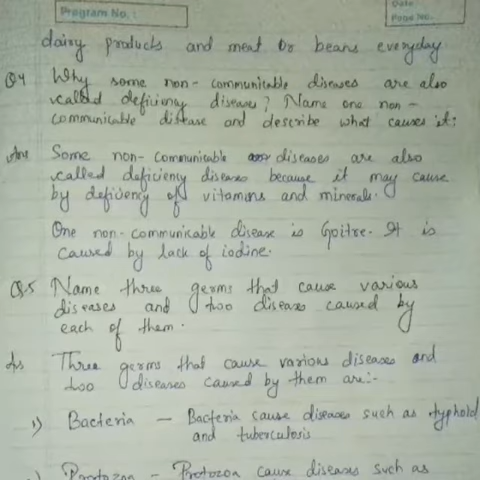 Program No. :
Date
Page No.
dairy products and meat or beans everyday
Q4 Why some non-communicable diseases are also
called deficiency diseases? Name one non-
communicable disease and describe what causes it.
Ans Some non-communicable diseases are also
called deficiency diseases because it may cause
by deficiency of vitamins and minerals.
One non-communicable disease is Goitre. It is
caused by lack of iodine.
Q.5 Name three germs that cause various
diseases and two diseases caused by
each of them.
As Three germs that cause various diseases and
two diseases caused by them are:-
1) Bacteria - Bacteria cause diseases such as typhoid
and tuberculosis
Protozoa - Protozoa cause diseases such as